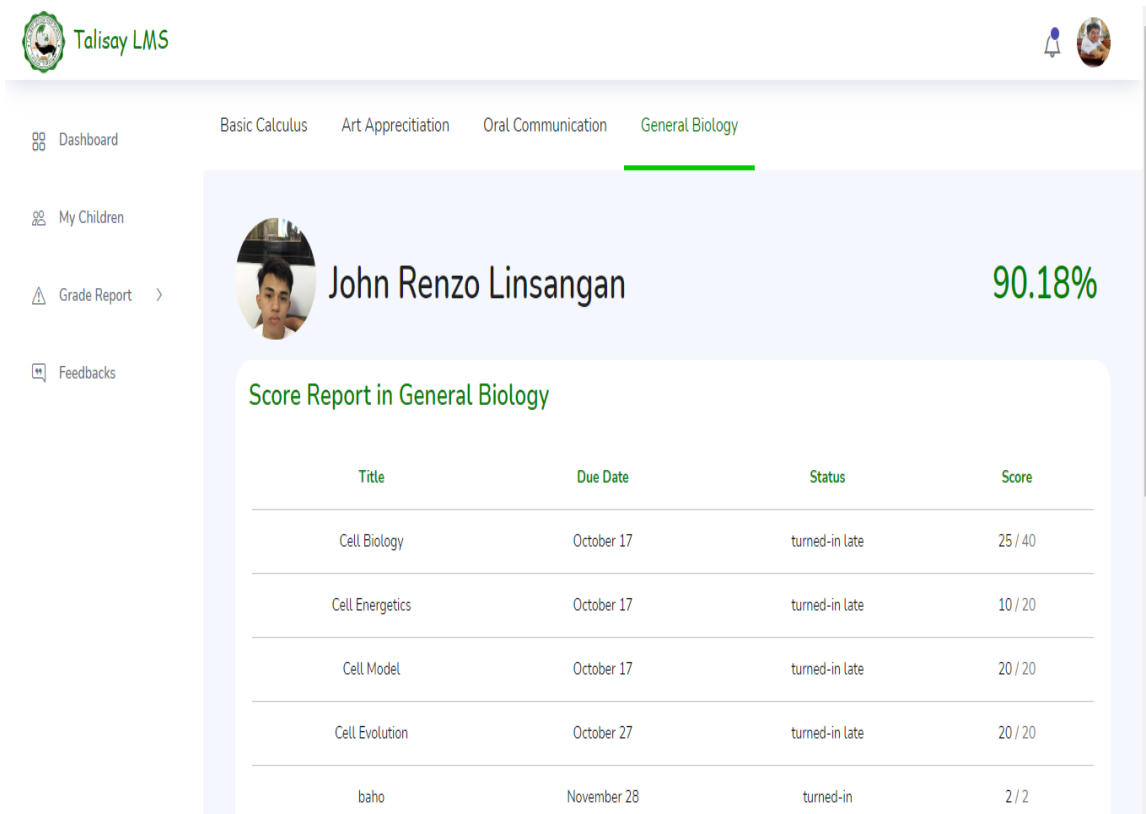 Talisay LMS
Basic Calculus Art Apprecitiation Oral Communication General Biology
Dashboard
My Children
Grade Report
Feedbacks
John Renzo Linsangan 90.18%
Score Report in General Biology
Title Due Date Status Score
Cell Biology October 17 turned-in late 25 / 40
Cell Energetics October 17 turned-in late 10 / 20
Cell Model October 17 turned-in late 20 / 20
Cell Evolution October 27 turned-in late 20 / 20
baho November 28 turned-in 2 / 2